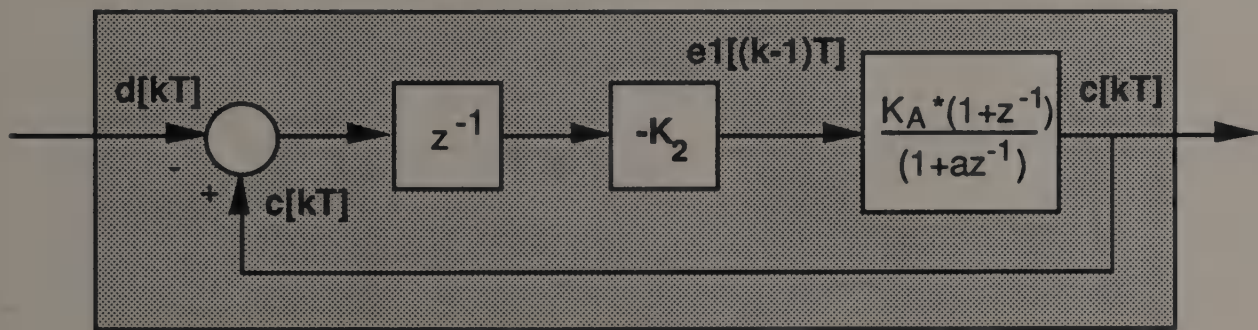 e1[(k-1)T]
d[kT]
c[kT]
z⁻¹
-K₂
K_A*(1+z⁻¹)
(1+az⁻¹)
-
+
c[kT]